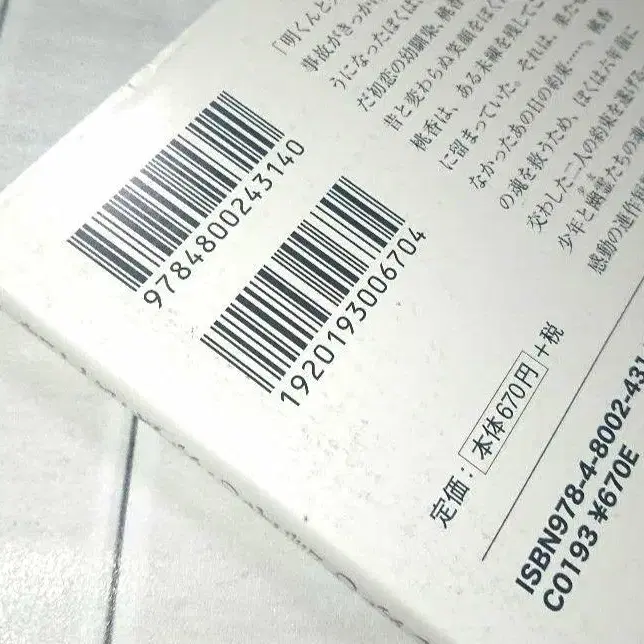 「明くんと
事故がきっか
うになったぼくは、
だ初恋の幼馴染、桃香
昔と変わらぬ笑顔をぼく
桃香は、ある未練を残してこ
に留まっていた。それは、果たせ
なかったあの日の約束……。桃香
の魂を救うため、ぼくは六年前に
交わした二人の約束を
少年と幽霊たちの
感動の連作
9784800243140
1920193006704
定価：本体670円＋税
ISBN978-4-8002-431
C0193 ¥670E